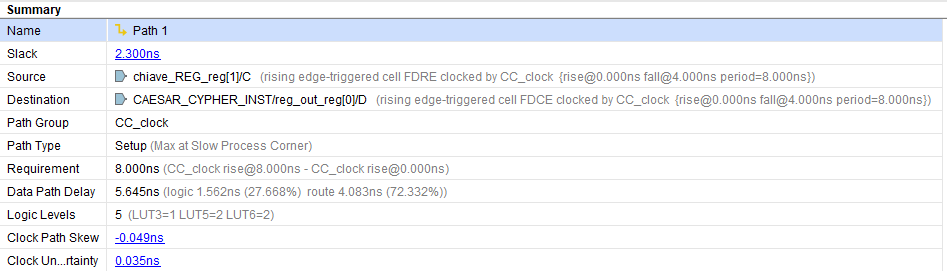 Summary
Name Path 1
Slack 2.300ns
Source chiave_REG_reg[1]/C (rising edge-triggered cell FDRE clocked by CC_clock {rise@0.000ns fall@4.000ns period=8.000ns})
Destination CAESAR_CYPHER_INST/reg_out_reg[0]/D (rising edge-triggered cell FDCE clocked by CC_clock {rise@0.000ns fall@4.000ns period=8.000ns})
Path Group CC_clock
Path Type Setup (Max at Slow Process Corner)
Requirement 8.000ns (CC_clock rise@8.000ns - CC_clock rise@0.000ns)
Data Path Delay 5.645ns (logic 1.562ns (27.668%) route 4.083ns (72.332%))
Logic Levels 5 (LUT3=1 LUT5=2 LUT6=2)
Clock Path Skew -0.049ns
Clock Un...rtainty 0.035ns